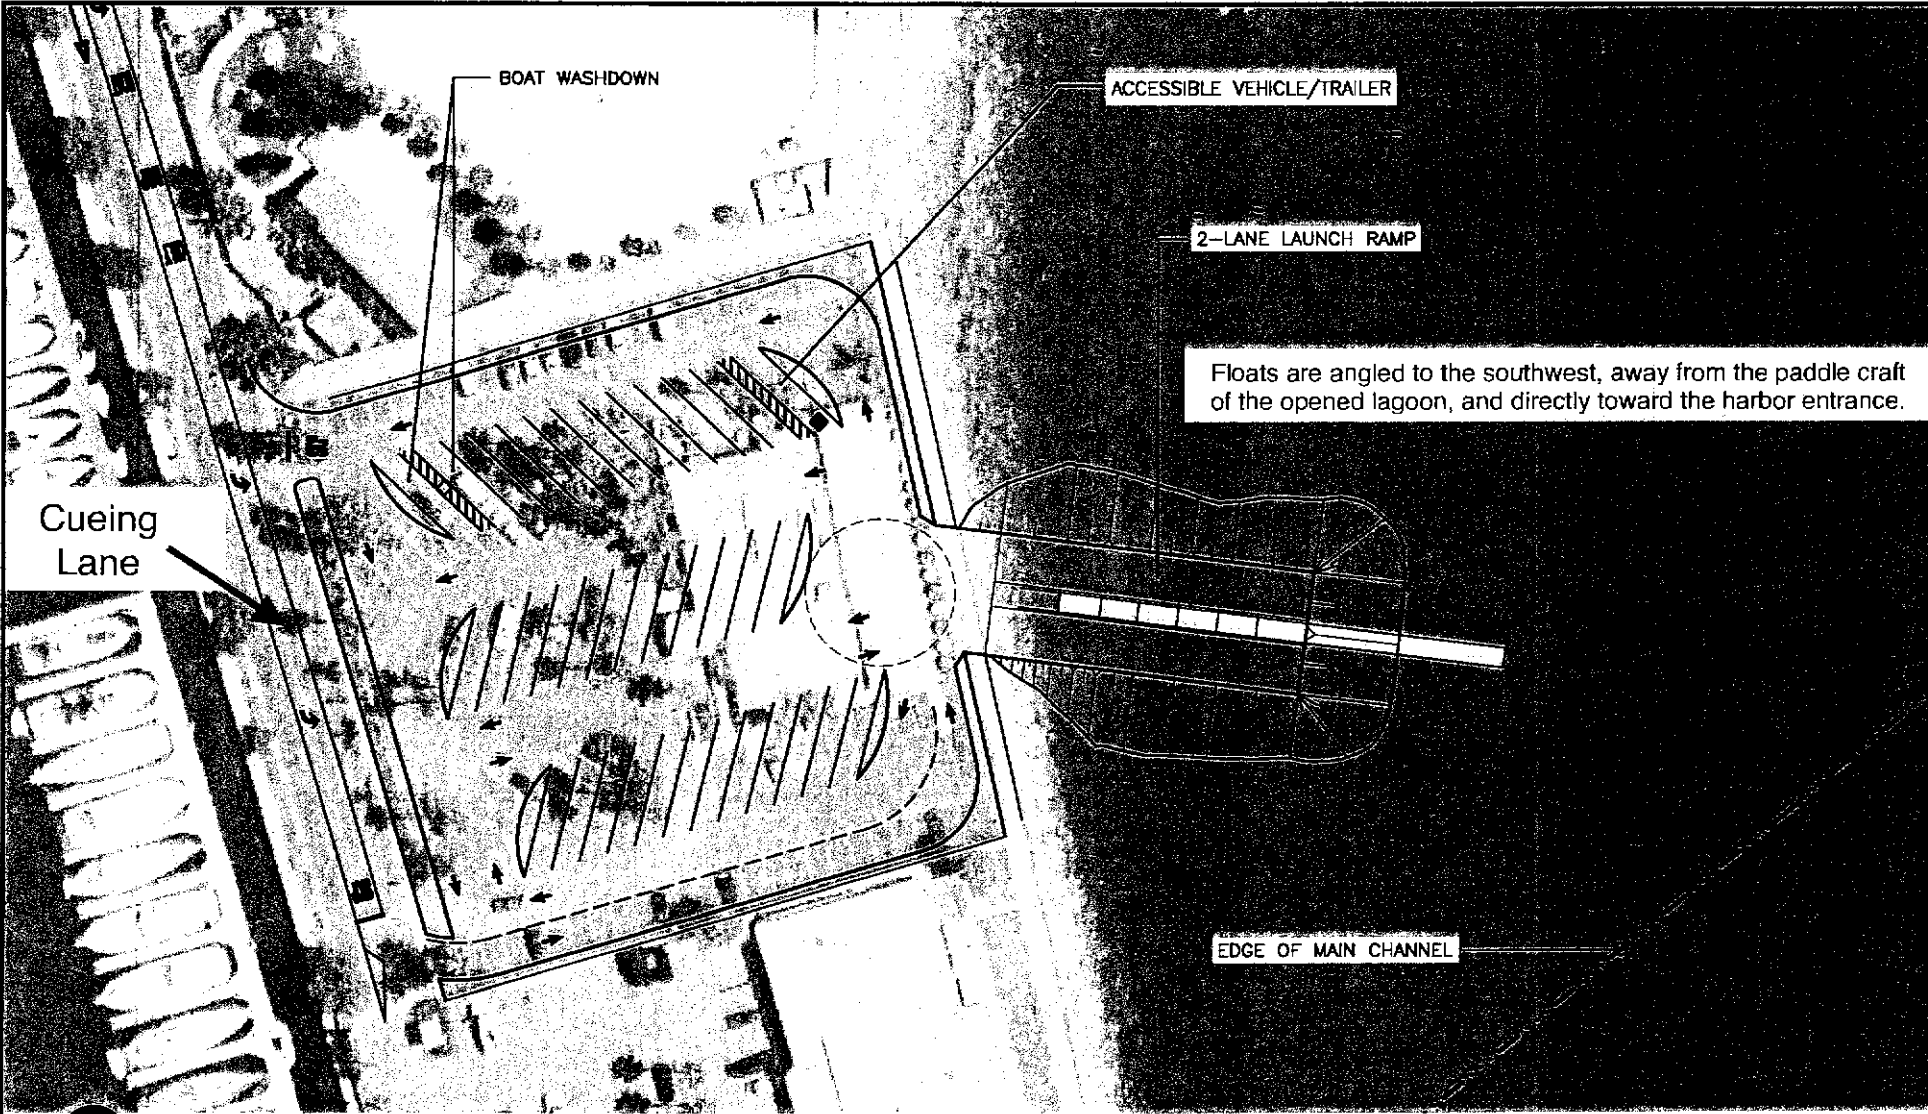 BOAT WASHDOWN
ACCESSIBLE VEHICLE/TRAILER
2-LANE LAUNCH RAMP
Floats are angled to the southwest, away from the paddle craft
of the opened lagoon, and directly toward the harbor entrance.
Cueing
Lane
EDGE OF MAIN CHANNEL